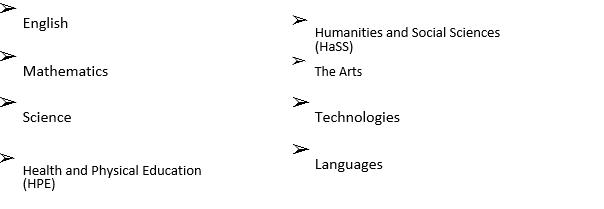 English
Mathematics
Science
Health and Physical Education
(HPE)
Humanities and Social Sciences
(HaSS)
The Arts
Technologies
Languages